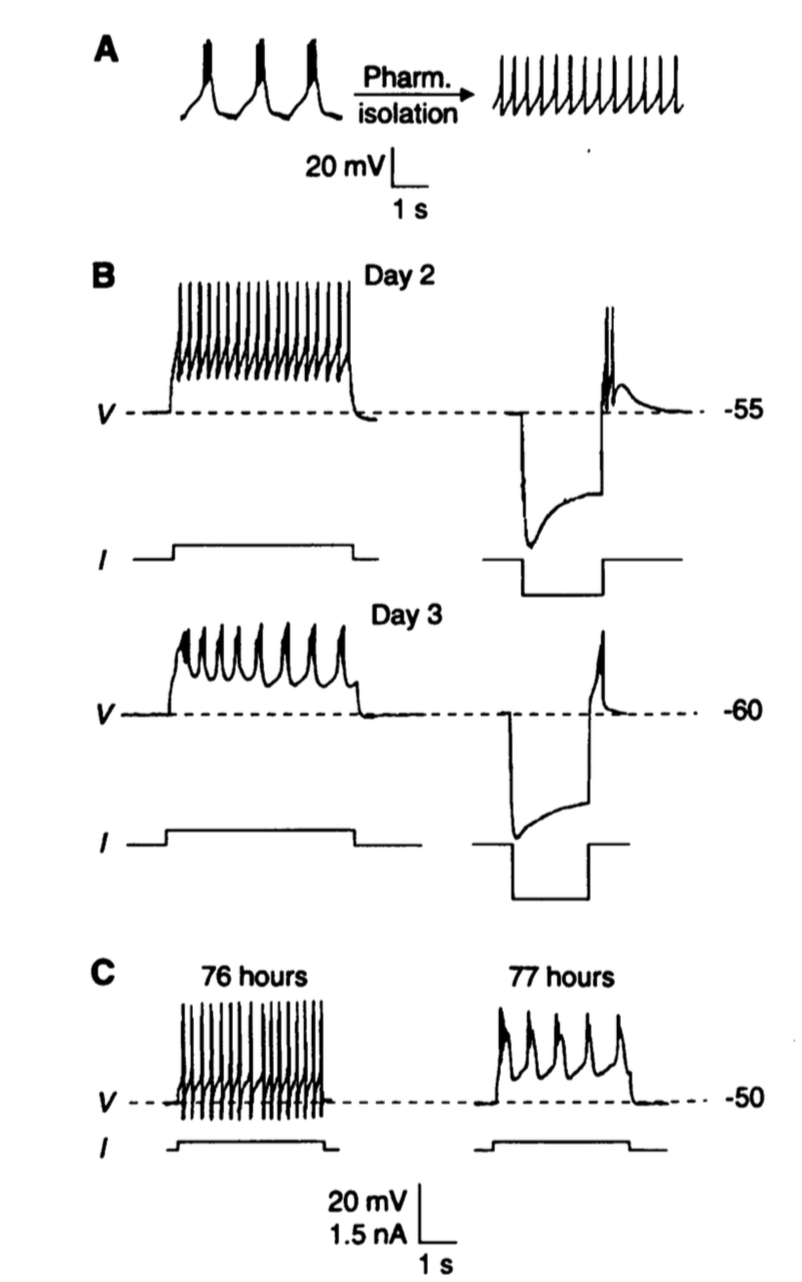 A
Pharm.
isolation
20 mV
1 s
B
Day 2
V
-55
I
Day 3
V
-60
I
C
76 hours
77 hours
V
-50
I
20 mV
1.5 nA
1 s